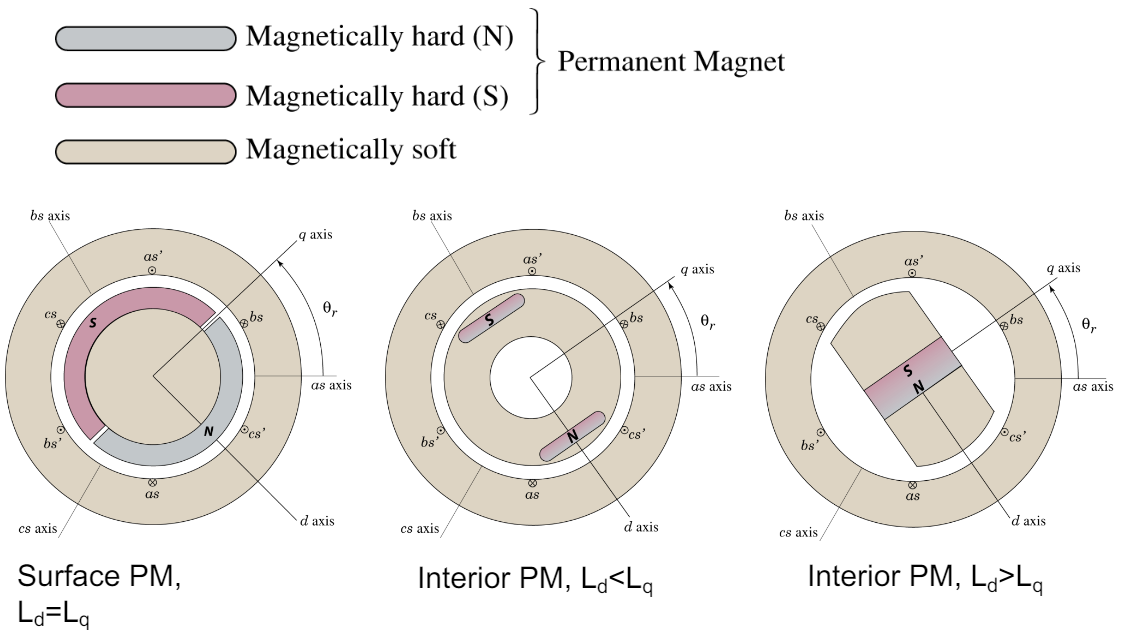 Magnetically hard (N)
Magnetically hard (S)
Permanent Magnet
Magnetically soft
bs axis
q axis
as'
θr
S
cs
bs
as axis
bs'
N
cs'
as
cs axis
d axis
Surface PM,
Ld=Lq
bs axis
q axis
as'
θr
S
cs
bs
as axis
bs'
N
cs'
as
cs axis
d axis
Interior PM, Ld<Lq
bs axis
q axis
as'
θr
cs
bs
S
N
as axis
bs'
cs'
as
cs axis
d axis
Interior PM, Ld>Lq